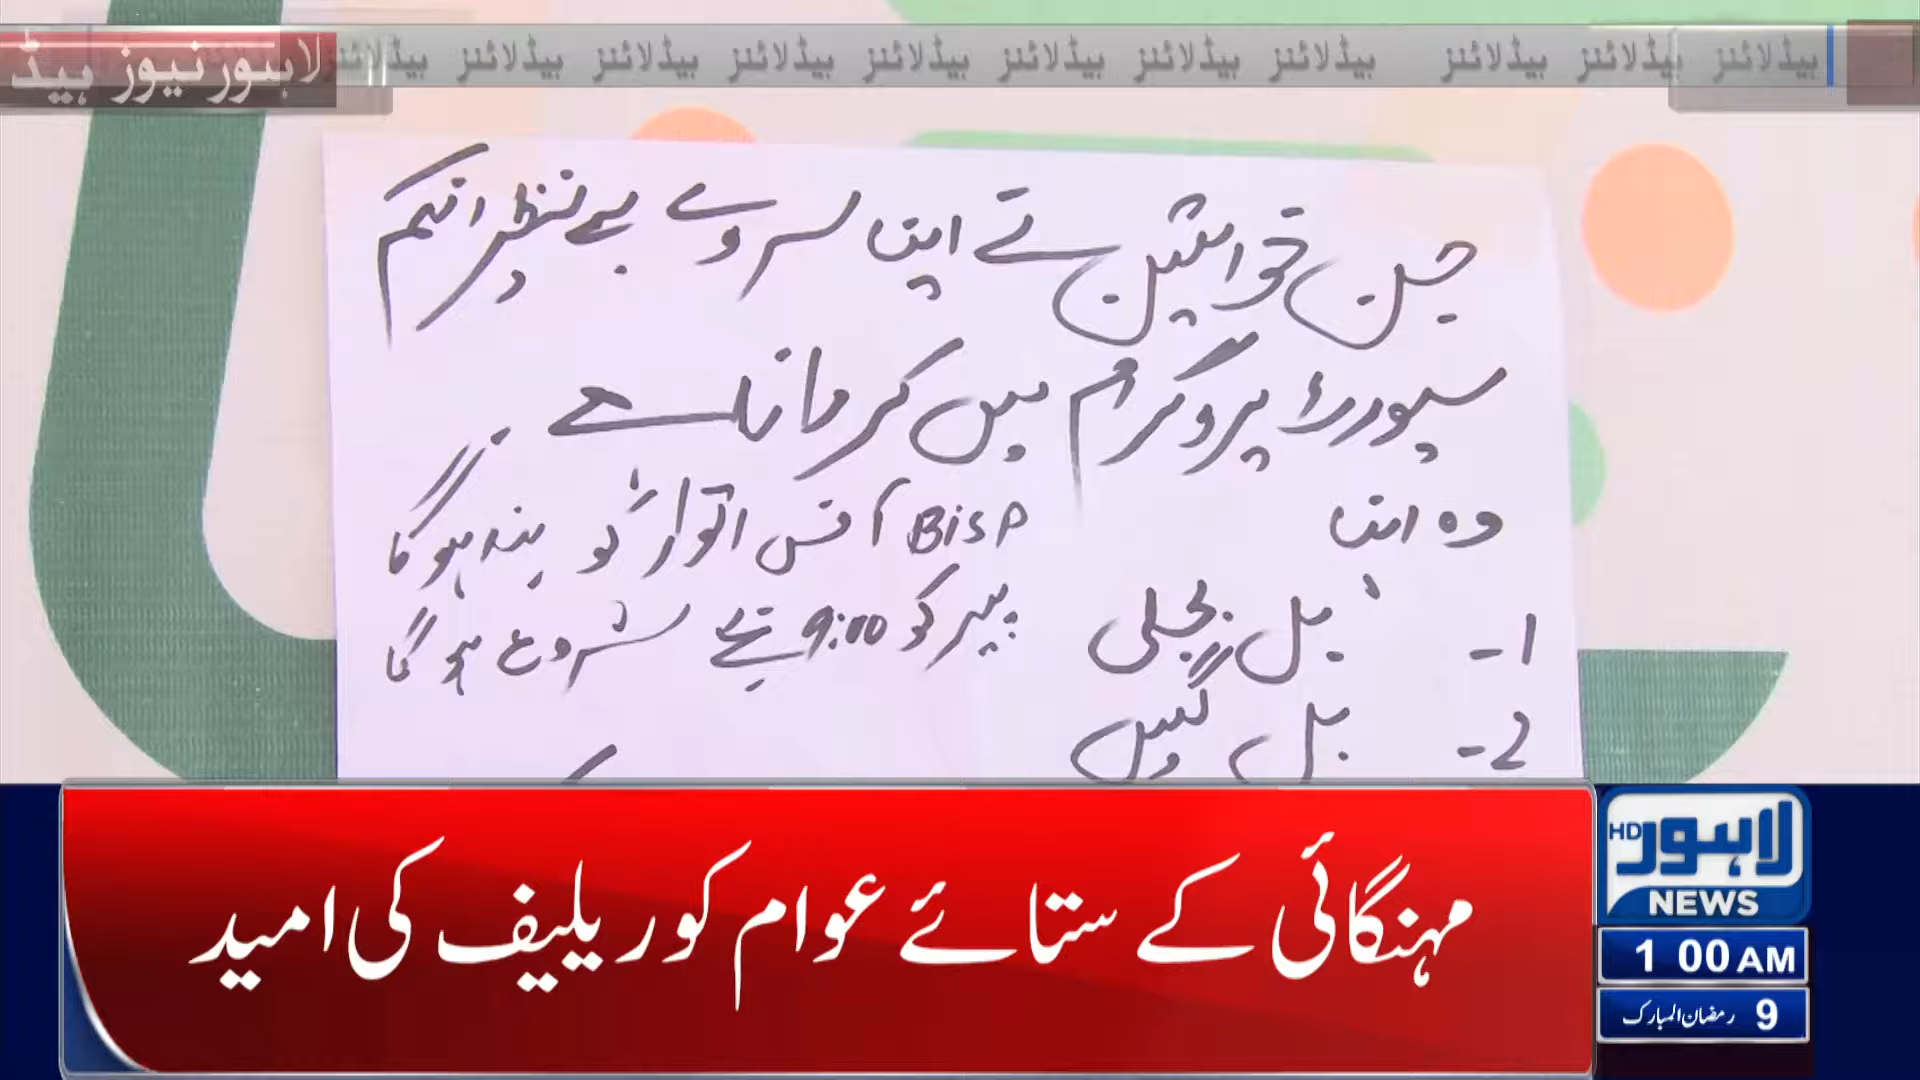 لاہور نیوز ہیڈ
ہیڈلائنز ہیڈلائنز ہیڈلائنز ہیڈلائنز ہیڈلائنز ہیڈلائنز ہیڈلائنز ہیڈلائنز ہیڈلائنز ہیڈلائنز
جن خواتین نے اپنا سروے بے نظیر انکم
سپورٹ پروگرام میں کروانا ہے
وہ اپنا
BISP آفس اتوار کو بند ہوگا
پیر کو 9:00 بجے شروع ہوگا
1- بل بجلی
2- بل گیس
مہنگائی کے ستائے عوام کو ریلیف کی امید
لاہور HD
NEWS
1 00 AM
9 رمضان المبارک